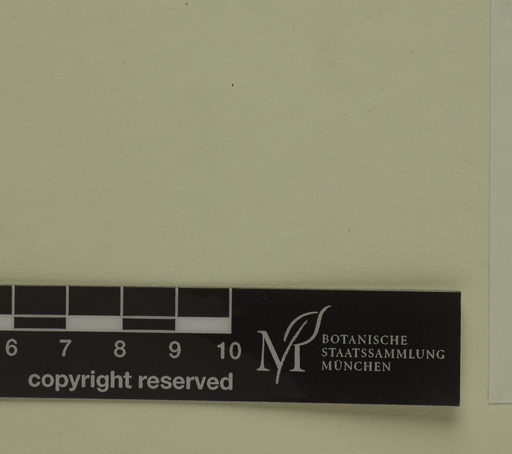 6 7 8 9 10
copyright reserved
M
BOTANISCHE
STAATSSAMMLUNG
MÜNCHEN